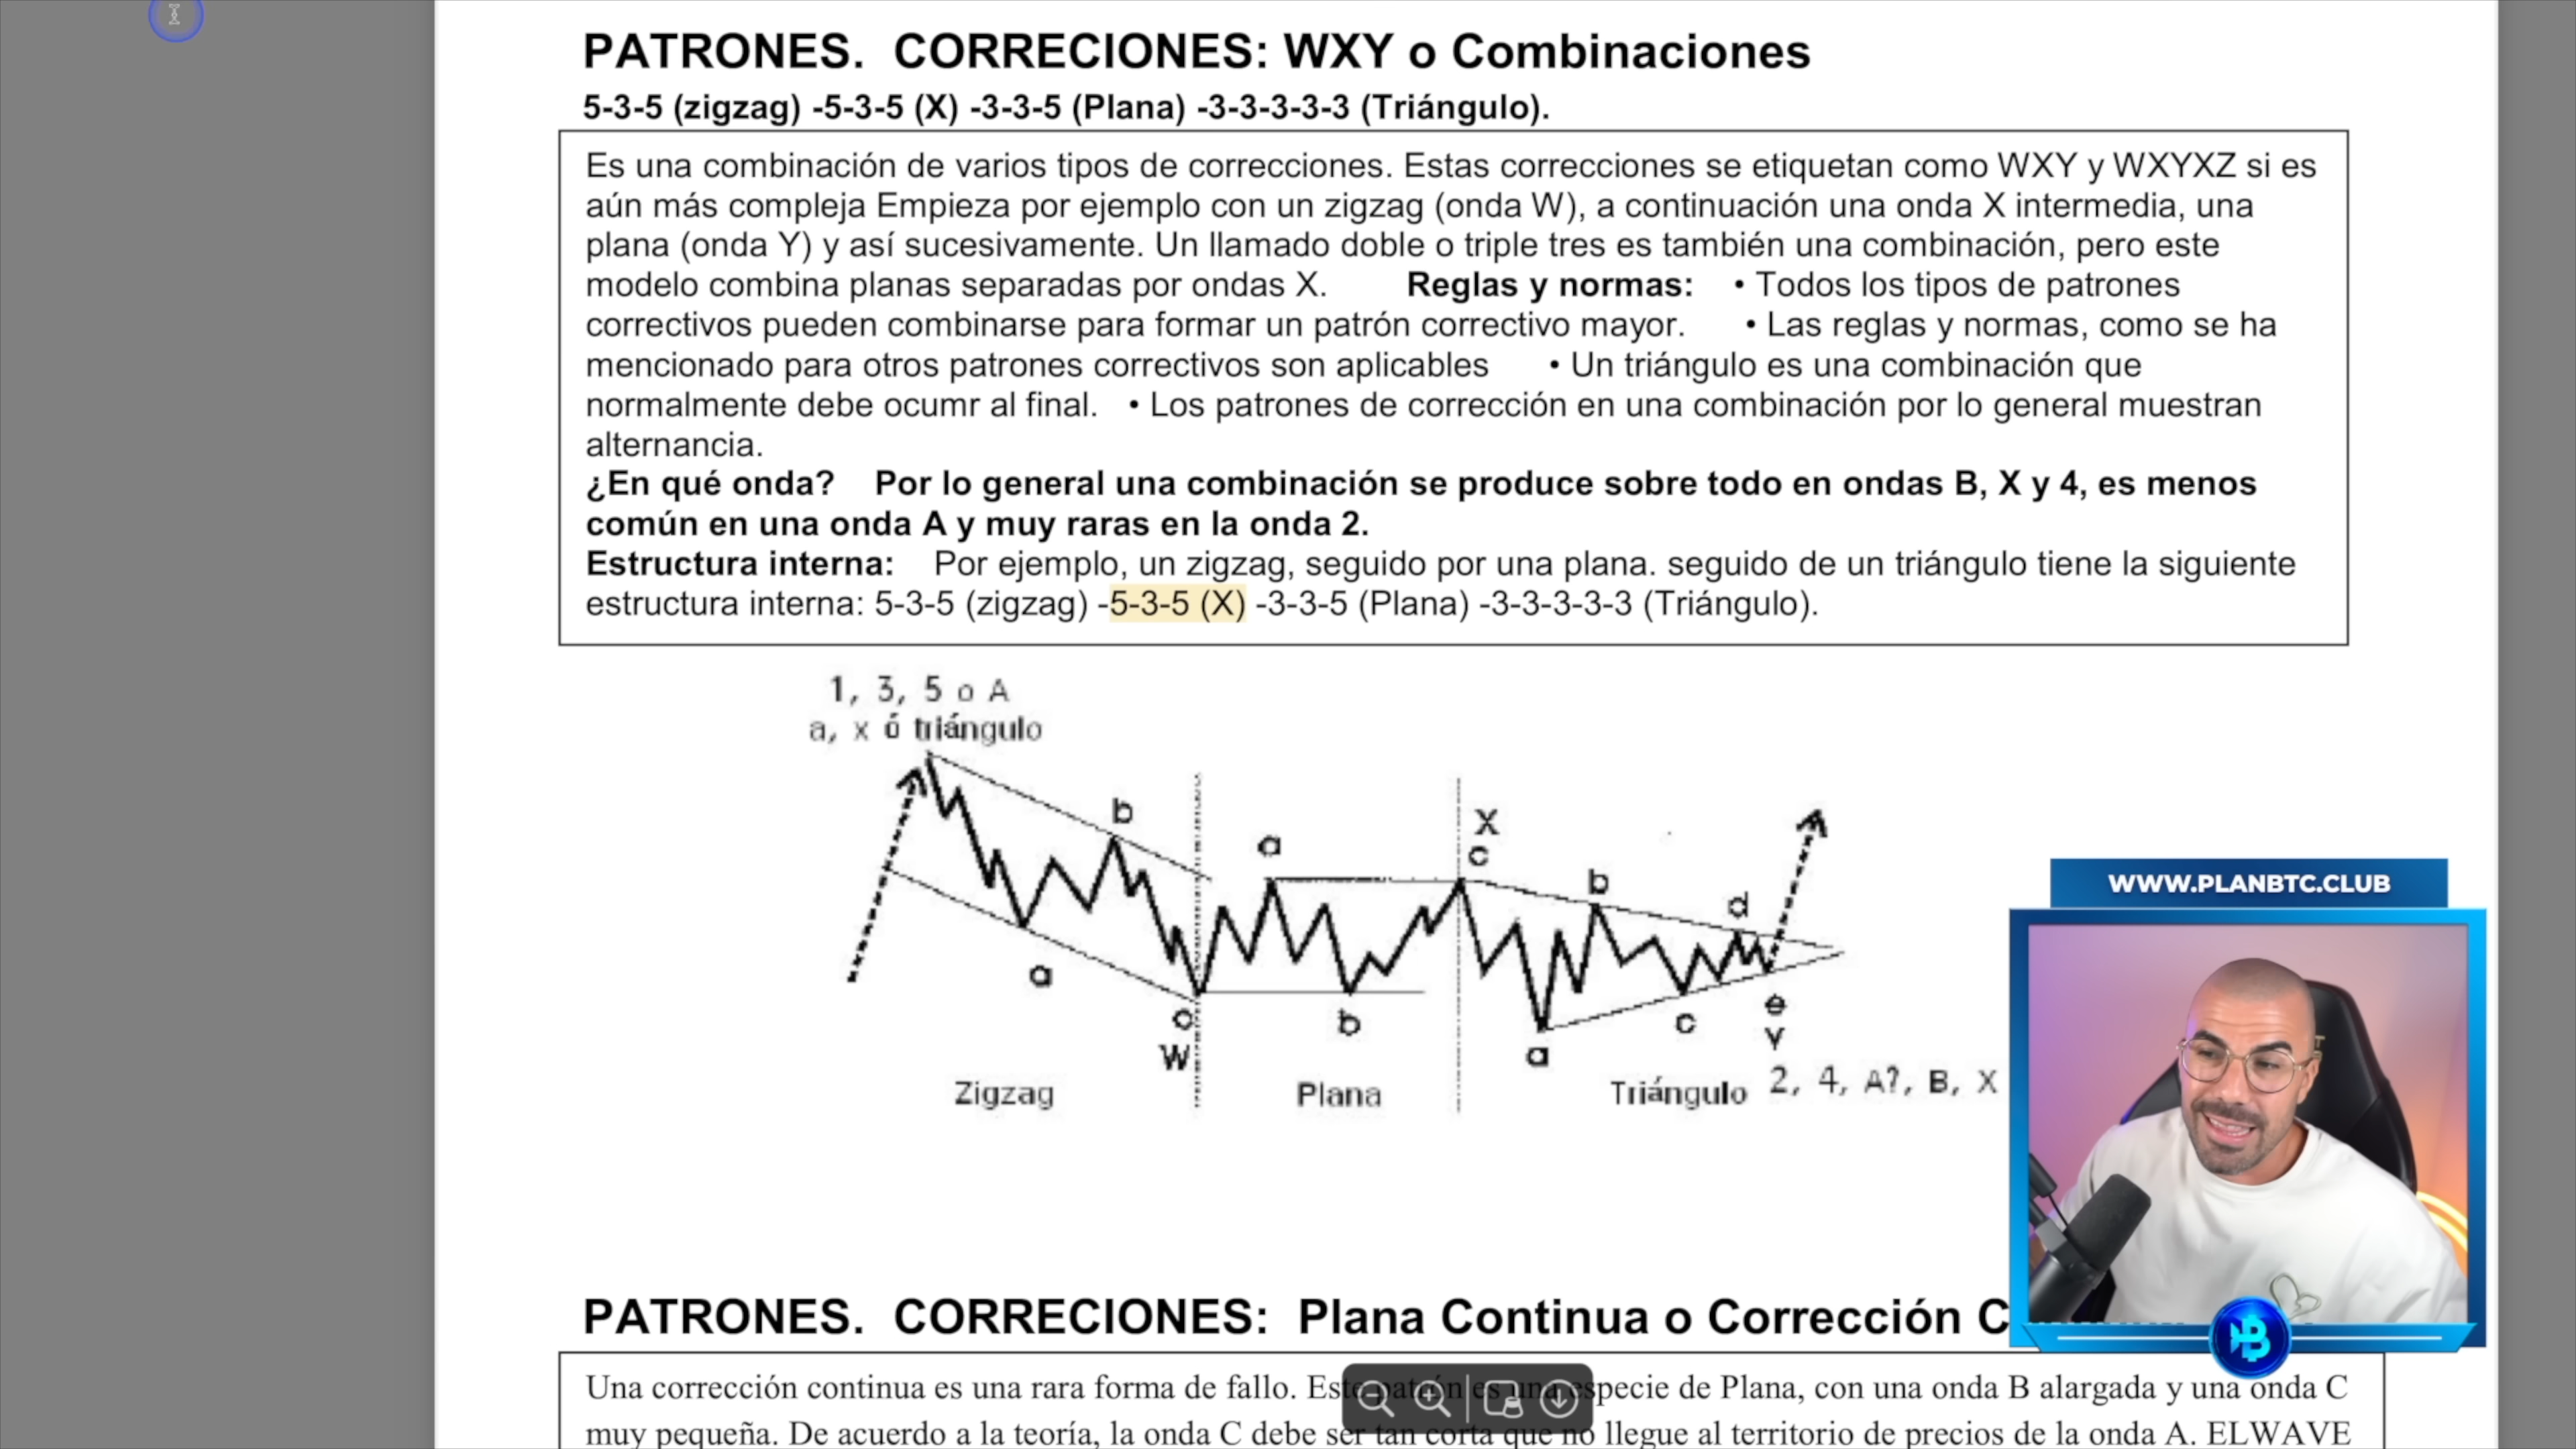 PATRONES. CORRECIONES: WXY o Combinaciones
5-3-5 (zigzag) -5-3-5 (X) -3-3-5 (Plana) -3-3-3-3-3 (Triángulo).
Es una combinación de varios tipos de correcciones. Estas correcciones se etiquetan como WXY y WXYXZ si es
aún más compleja Empieza por ejemplo con un zigzag (onda W), a continuación una onda X intermedia, una
plana (onda Y) y así sucesivamente. Un llamado doble o triple tres es también una combinación, pero este
modelo combina planas separadas por ondas X. Reglas y normas: • Todos los tipos de patrones
correctivos pueden combinarse para formar un patrón correctivo mayor. • Las reglas y normas, como se ha
mencionado para otros patrones correctivos son aplicables • Un triángulo es una combinación que
normalmente debe ocumr al final. • Los patrones de corrección en una combinación por lo general muestran
alternancia.
¿En qué onda? Por lo general una combinación se produce sobre todo en ondas B, X y 4, es menos
común en una onda A y muy raras en la onda 2.
Estructura interna: Por ejemplo, un zigzag, seguido por una plana. seguido de un triángulo tiene la siguiente
estructura interna: 5-3-5 (zigzag) -5-3-5 (X) -3-3-5 (Plana) -3-3-3-3-3 (Triángulo).
1, 3, 5 o A
a, x ó triángulo
b
a
X
c
b
d
a
c
W
b
a
c
e
Y
Zigzag
Plana
Triángulo
2, 4, A?, B, X
WWW.PLANBTC.CLUB
PATRONES. CORRECIONES: Plana Continua o Corrección C
Una corrección continua es una rara forma de fallo. Este patrón es una especie de Plana, con una onda B alargada y una onda C
muy pequeña. De acuerdo a la teoría, la onda C debe ser tan corta que no llegue al territorio de precios de la onda A. ELWAVE